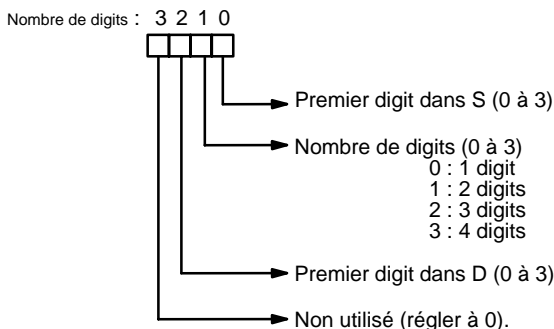 Nombre de digits : 3 2 1 0
Premier digit dans S (0 à 3)
Nombre de digits (0 à 3)
0 : 1 digit
1 : 2 digits
2 : 3 digits
3 : 4 digits
Premier digit dans D (0 à 3)
Non utilisé (régler à 0).